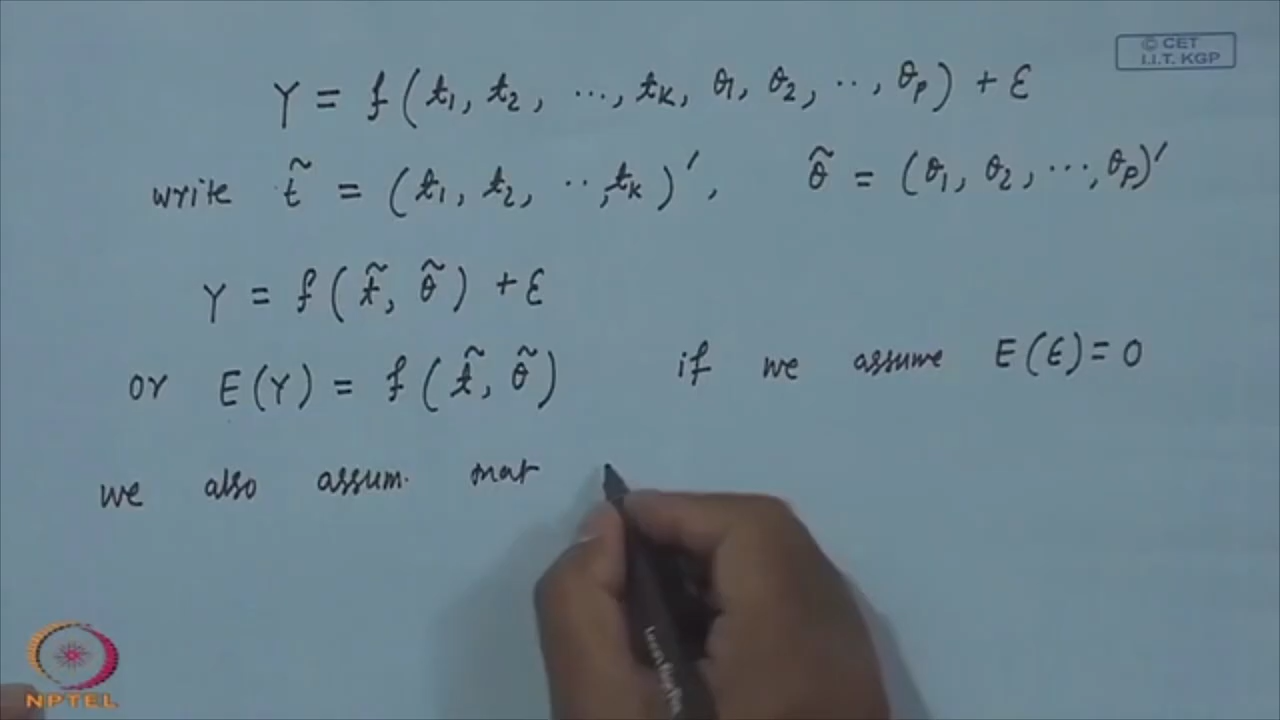 © CET
I.I.T. KGP
Y = f(t₁, t₂, ..., tₖ, θ₁, θ₂, .., θₚ) + ε
write t̃ = (t₁, t₂, .., tₖ)′, θ̃ = (θ₁, θ₂, ..., θₚ)′
Y = f(t̃, θ̃) + ε
or E(Y) = f(t̃, θ̃) if we assume E(ε) = 0
we also assum. that
NPTEL